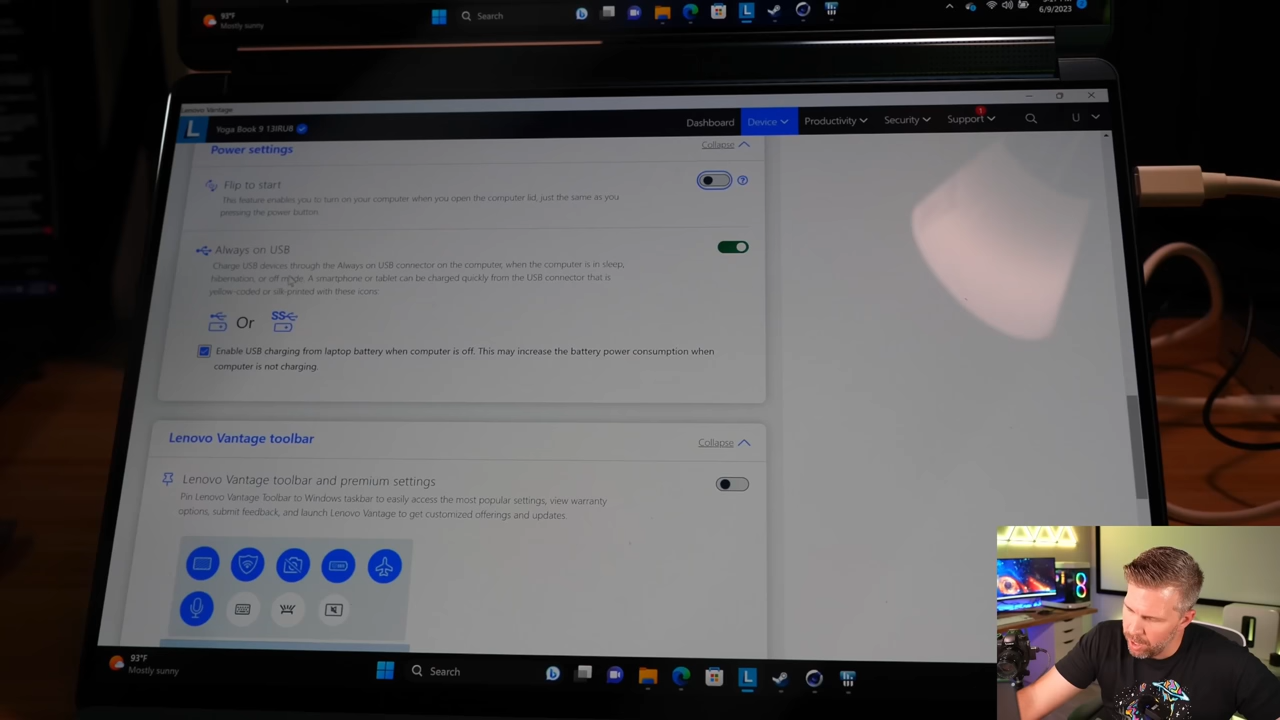 93°F
Mostly sunny
Search
6/9/2023
Lenovo Vantage
L Yoga Book 9 13IRU8
Dashboard Device Productivity Security Support 1 U
Power settings
Collapse
Flip to start
This feature enables you to turn on your computer when you open the computer lid, just the same as you
pressing the power button.
Always on USB
Charge USB devices through the Always on USB connector on the computer, when the computer is in sleep,
hibernation, or off mode. A smartphone or tablet can be charged quickly from the USB connector that is
yellow-coded or silk-printed with these icons:
Or SS
Enable USB charging from laptop battery when computer is off. This may increase the battery power consumption when
computer is not charging.
Lenovo Vantage toolbar
Collapse
Lenovo Vantage toolbar and premium settings
Pin Lenovo Vantage Toolbar to Windows taskbar to easily access the most popular settings, view warranty
options, submit feedback, and launch Lenovo Vantage to get customized offerings and updates.
93°F
Mostly sunny
Search
L